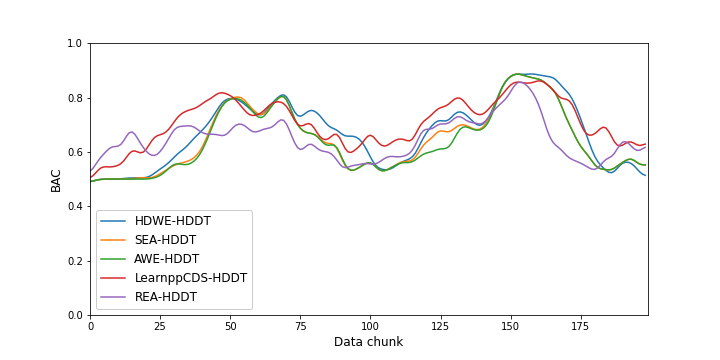 1.0
0.8
0.6
0.4
0.2
0.0
BAC
HDWE-HDDT
SEA-HDDT
AWE-HDDT
LearnppCDS-HDDT
REA-HDDT
0 25 50 75 100 125 150 175
Data chunk